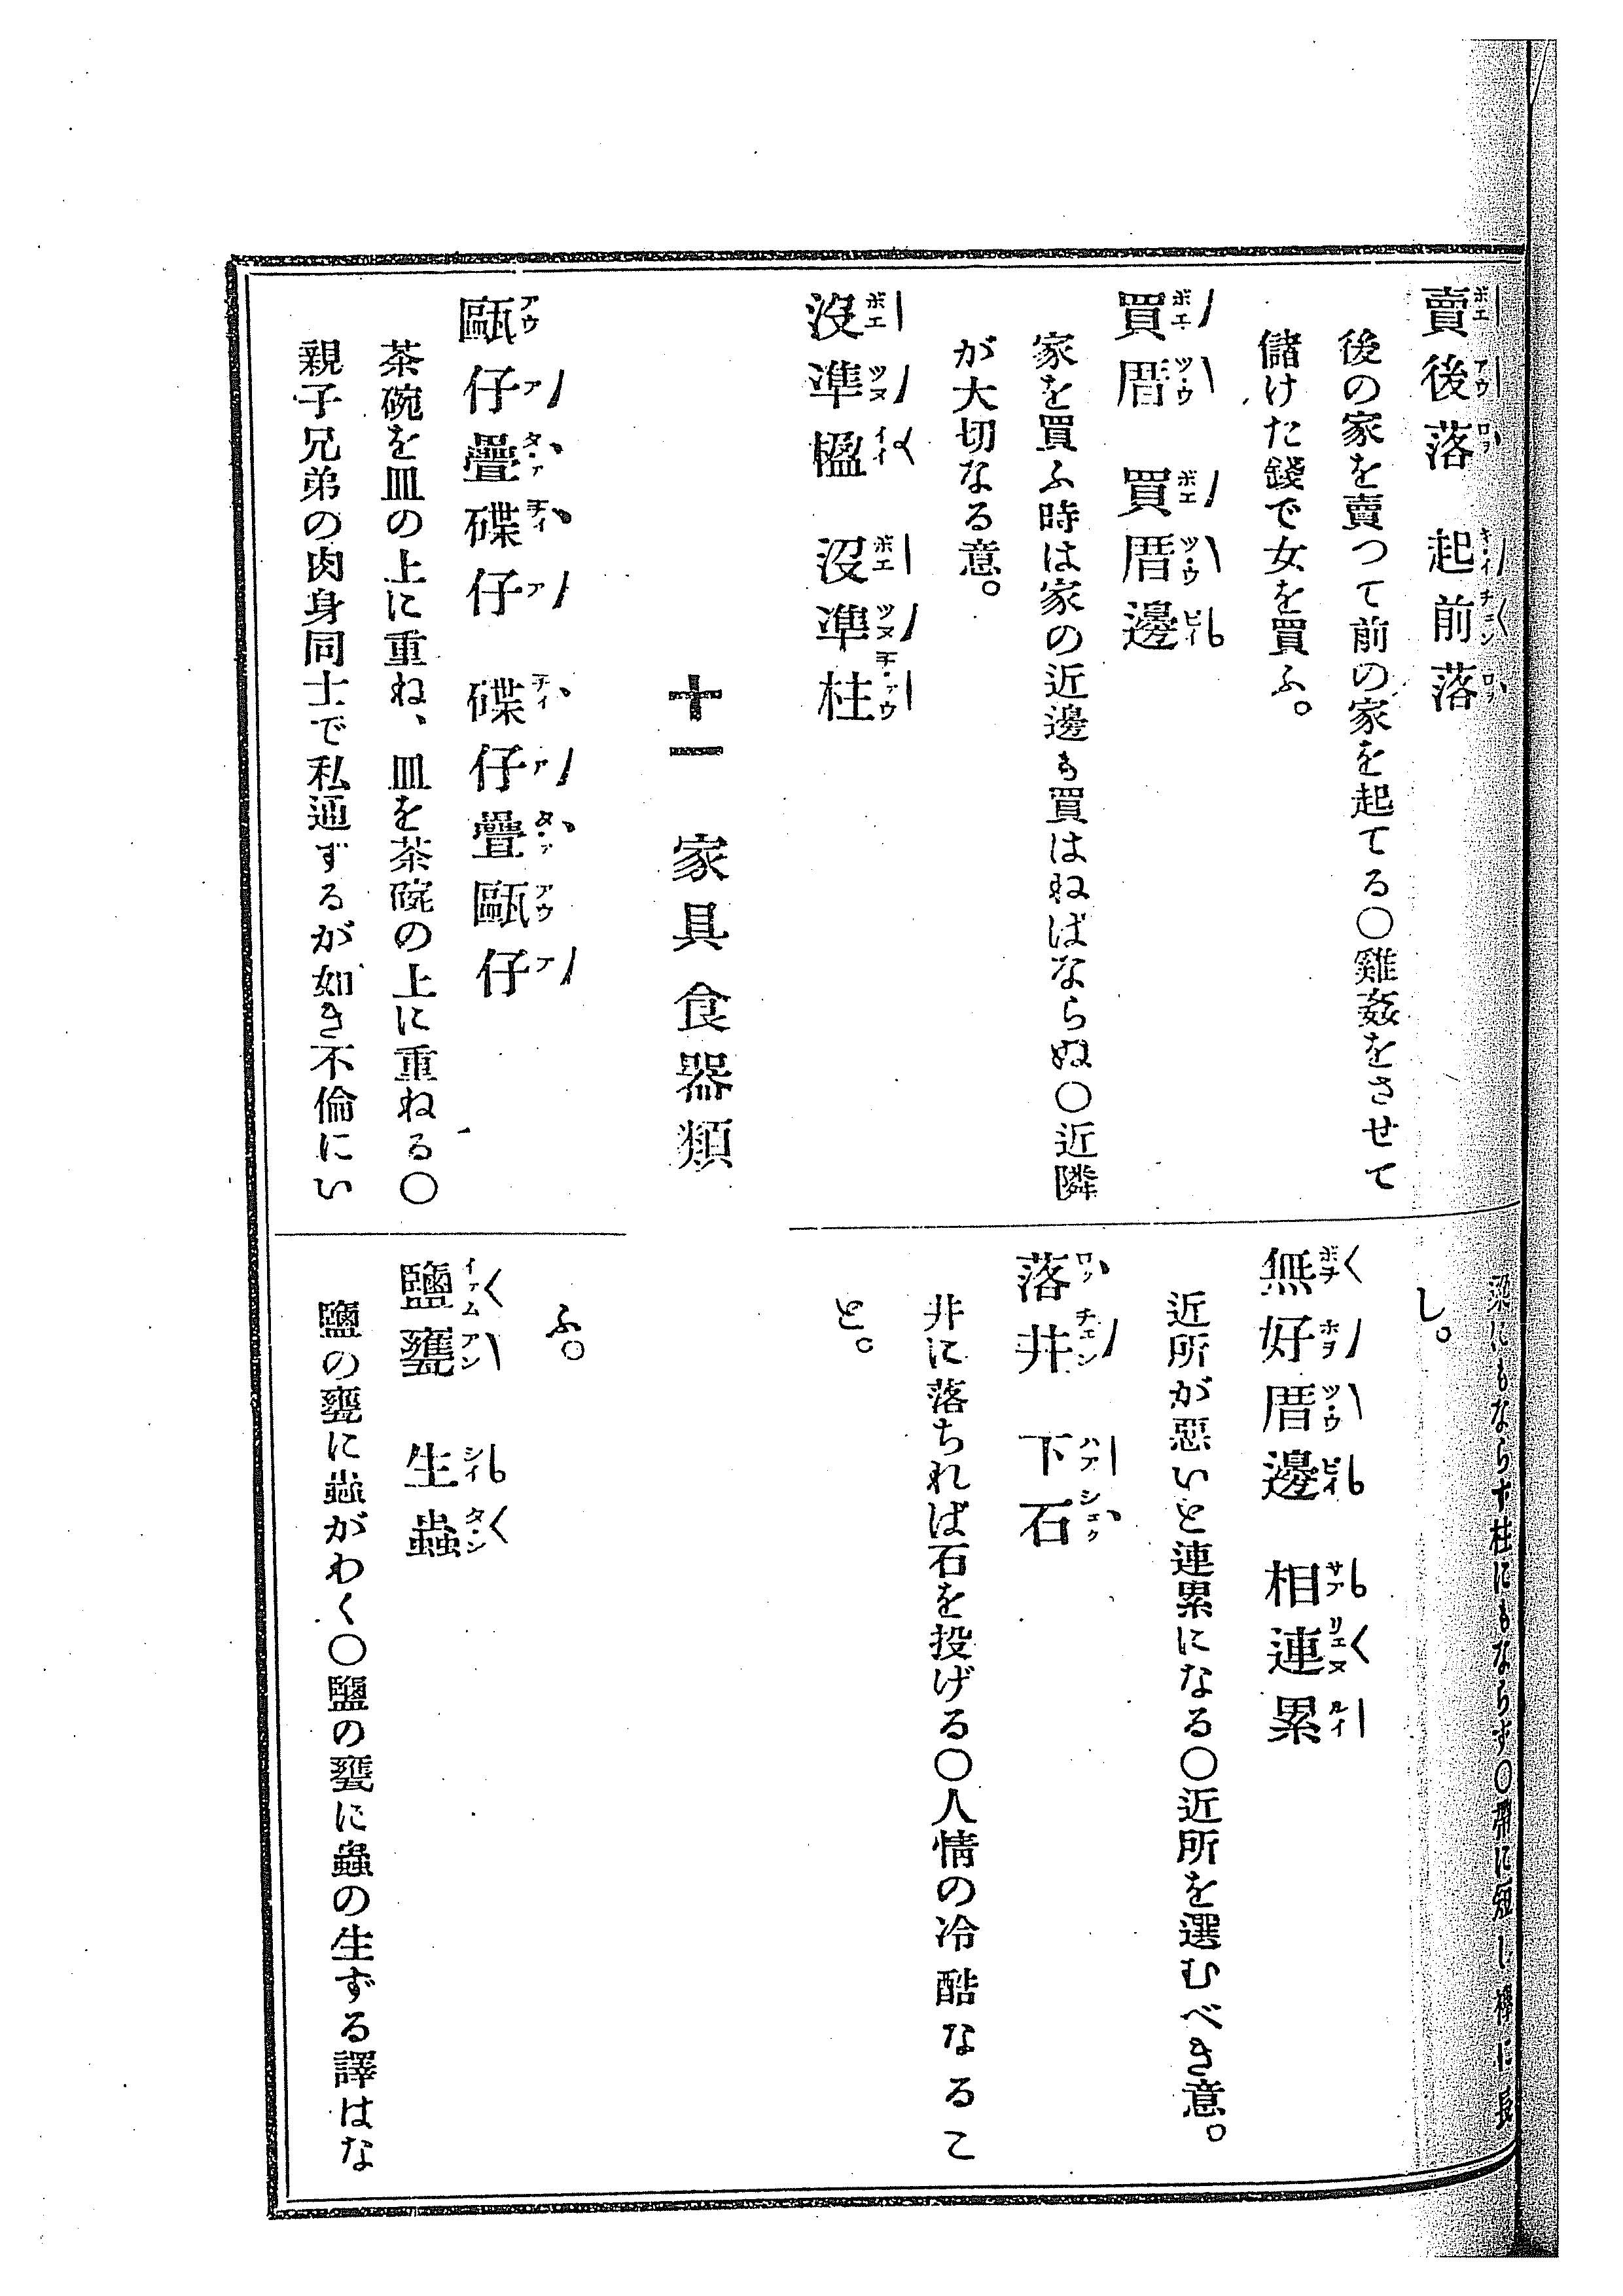 賣後落　起前落
後の家を賣つて前の家を起てる〇雞姦をさせて
儲けた錢で女を買ふ。
買厝　買厝邊
家を買ふ時は家の近邊も買はねばならぬ〇近隣
が大切なる意。
沒準楹　沒準柱
梁にもならず柱にもならず〇帶に短し襷に長
し。
無好厝邊　相連累
近所が惡いと連累になる〇近所を選むべき意。
落井　下石
井に落ちれば石を投げる〇人情の冷酷なるこ
と。
十一　家具食器類
甌仔疊碟仔　碟仔疊甌仔
茶碗を皿の上に重ね、皿を茶碗の上に重ねる〇
親子兄弟の肉身同士で私通ずるが如き不倫にい
ふ。
鹽甕　生蟲
鹽の甕に蟲がわく〇鹽の甕に蟲の生ずる譯はな